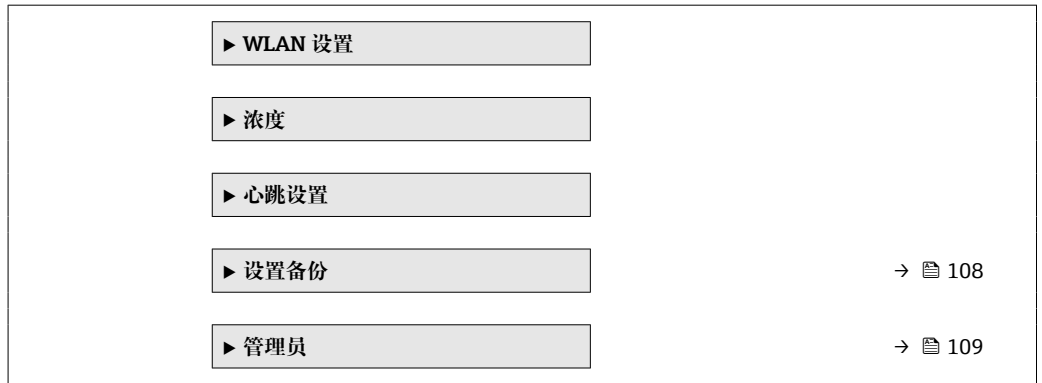 ▶ WLAN 设置
▶ 浓度
▶ 心跳设置
▶ 设置备份 → 🖺 108
▶ 管理员 → 🖺 109